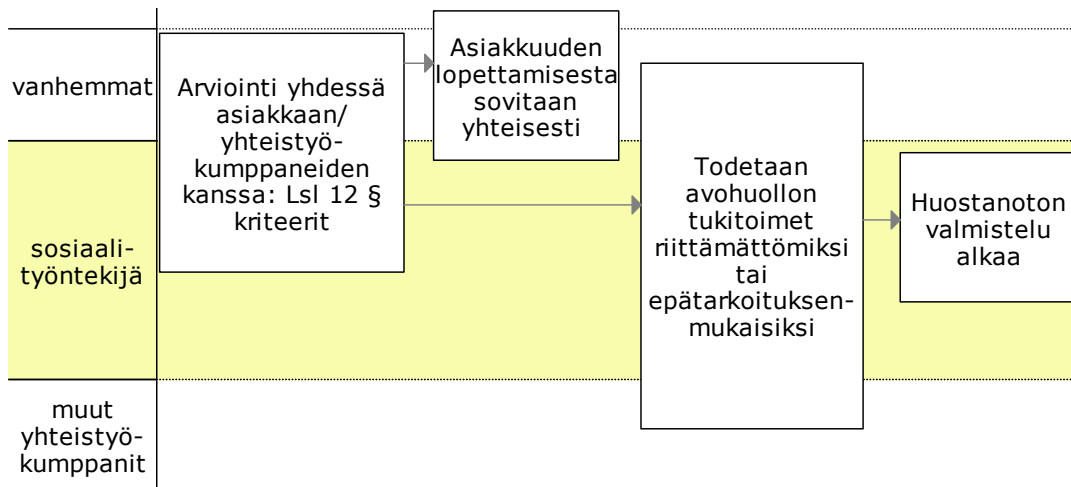 vanhemmat
sosiaali-
työntekijä
muut
yhteistyö-
kumppanit
Arviointi yhdessä
asiakkaan/
yhteistyö-
kumppaneiden
kanssa: Lsl 12 §
kriteerit
Asiakkuuden
lopettamisesta
sovitaan
yhteisesti
Todetaan
avohuollon
tukitoimet
riittämättömiksi
tai
epätarkoituksen-
mukaisiksi
Huostanoton
valmistelu
alkaa